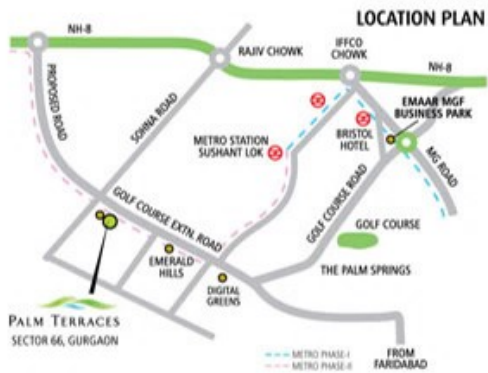 LOCATION PLAN
NH-8
RAJIV CHOWK
IFFCO
CHOWK
NH-8
PROPOSED ROAD
SOHNA ROAD
EMAAR MGF
BUSINESS PARK
METRO STATION
SUSHANT LOK
BRISTOL
HOTEL
MG ROAD
GOLF COURSE EXTN. ROAD
GOLF COURSE ROAD
GOLF COURSE
EMERALD
HILLS
DIGITAL
GREENS
THE PALM SPRINGS
PALM TERRACES
SECTOR 66, GURGAON
METRO PHASE-I
METRO PHASE-II
FROM
FARIDABAD